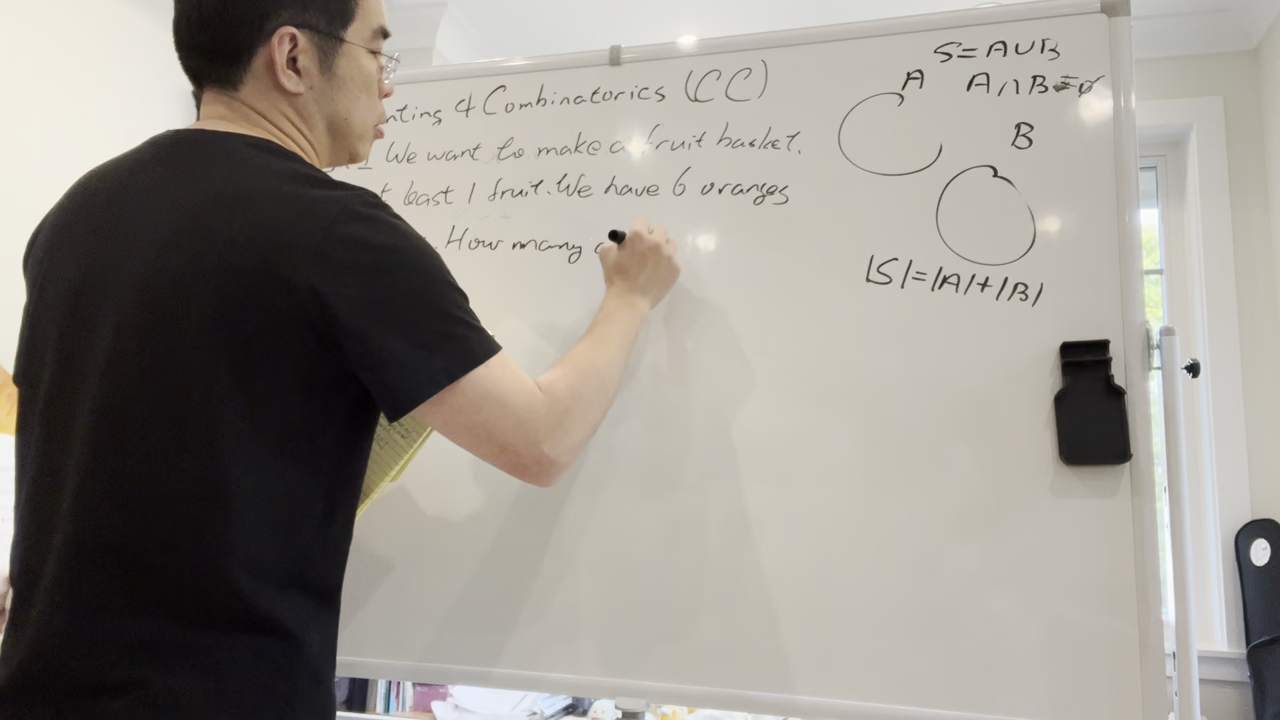 nting & Combinatorics (CC)
We want to make a fruit basket.
t least 1 fruit. We have 6 oranges
How many
S=A∪B
A A∩B=∅
B
|S|=|A|+|B|